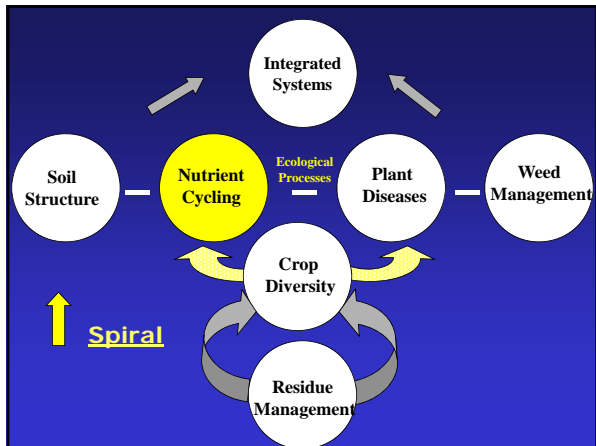 Integrated
Systems
Soil
Structure
Nutrient
Cycling
Ecological
Processes
Plant
Diseases
Weed
Management
Crop
Diversity
Spiral
Residue
Management